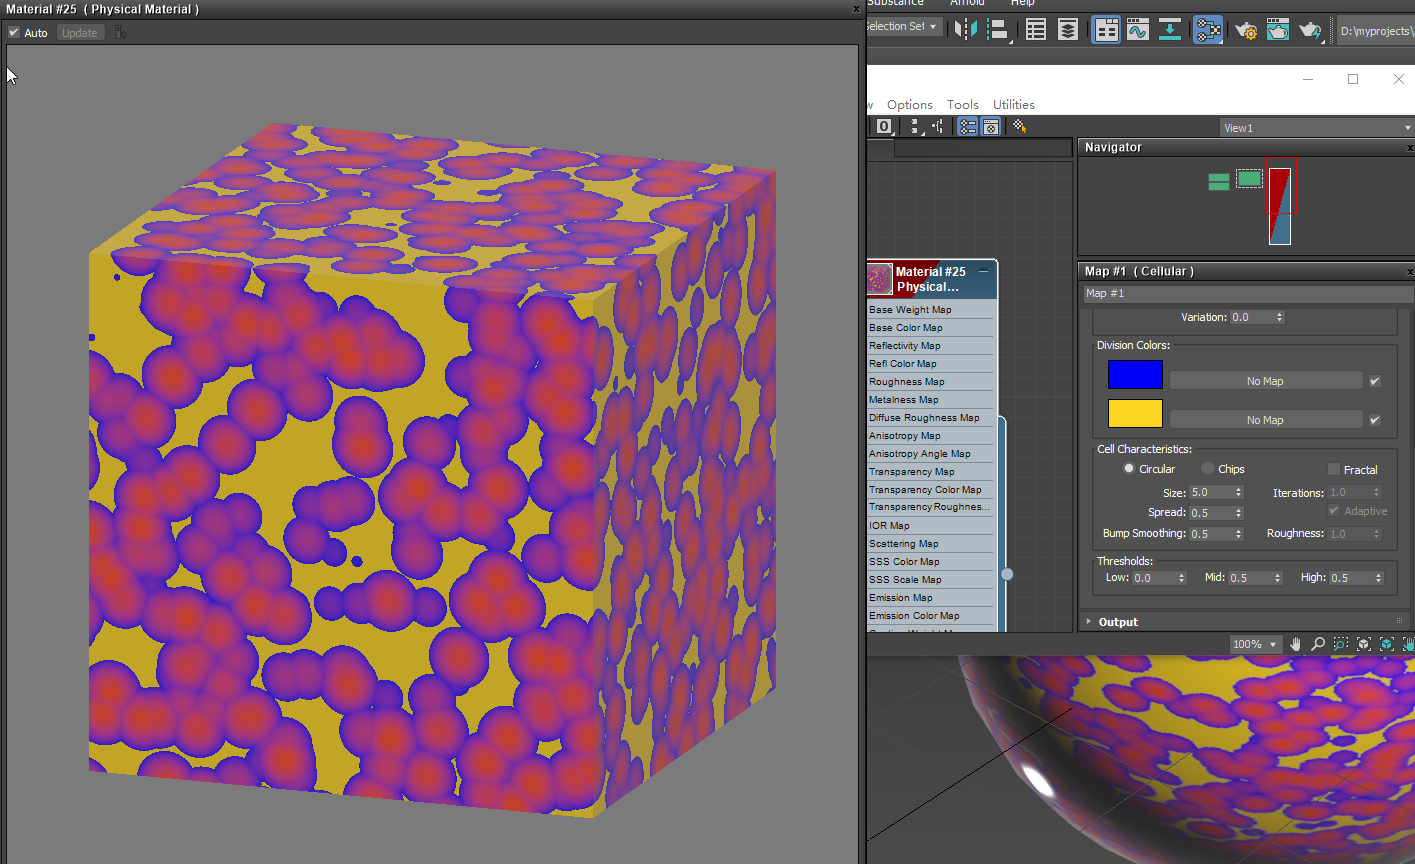 Material #25 ( Physical Material )
x
Auto
Update
Substance
Arnold
Help
Selection Set
D:\myprojects\
Options
Tools
Utilities
0
View1
Navigator
x
Material #25
Physical...
Base Weight Map
Base Color Map
Reflectivity Map
Refl Color Map
Roughness Map
Metalness Map
Diffuse Roughness Map
Anisotropy Map
Anisotropy Angle Map
Transparency Map
Transparency Color Map
Transparency Roughnes...
IOR Map
Scattering Map
SSS Color Map
SSS Scale Map
Emission Map
Emission Color Map
Map #1 ( Cellular )
x
Map #1
Variation: 0.0
Division Colors:
No Map
No Map
Cell Characteristics:
Circular Chips Fractal
Size: 5.0 Iterations: 1.0
Spread: 0.5 Adaptive
Bump Smoothing: 0.5 Roughness: 1.0
Thresholds:
Low: 0.0 Mid: 0.5 High: 0.5
Output
100%